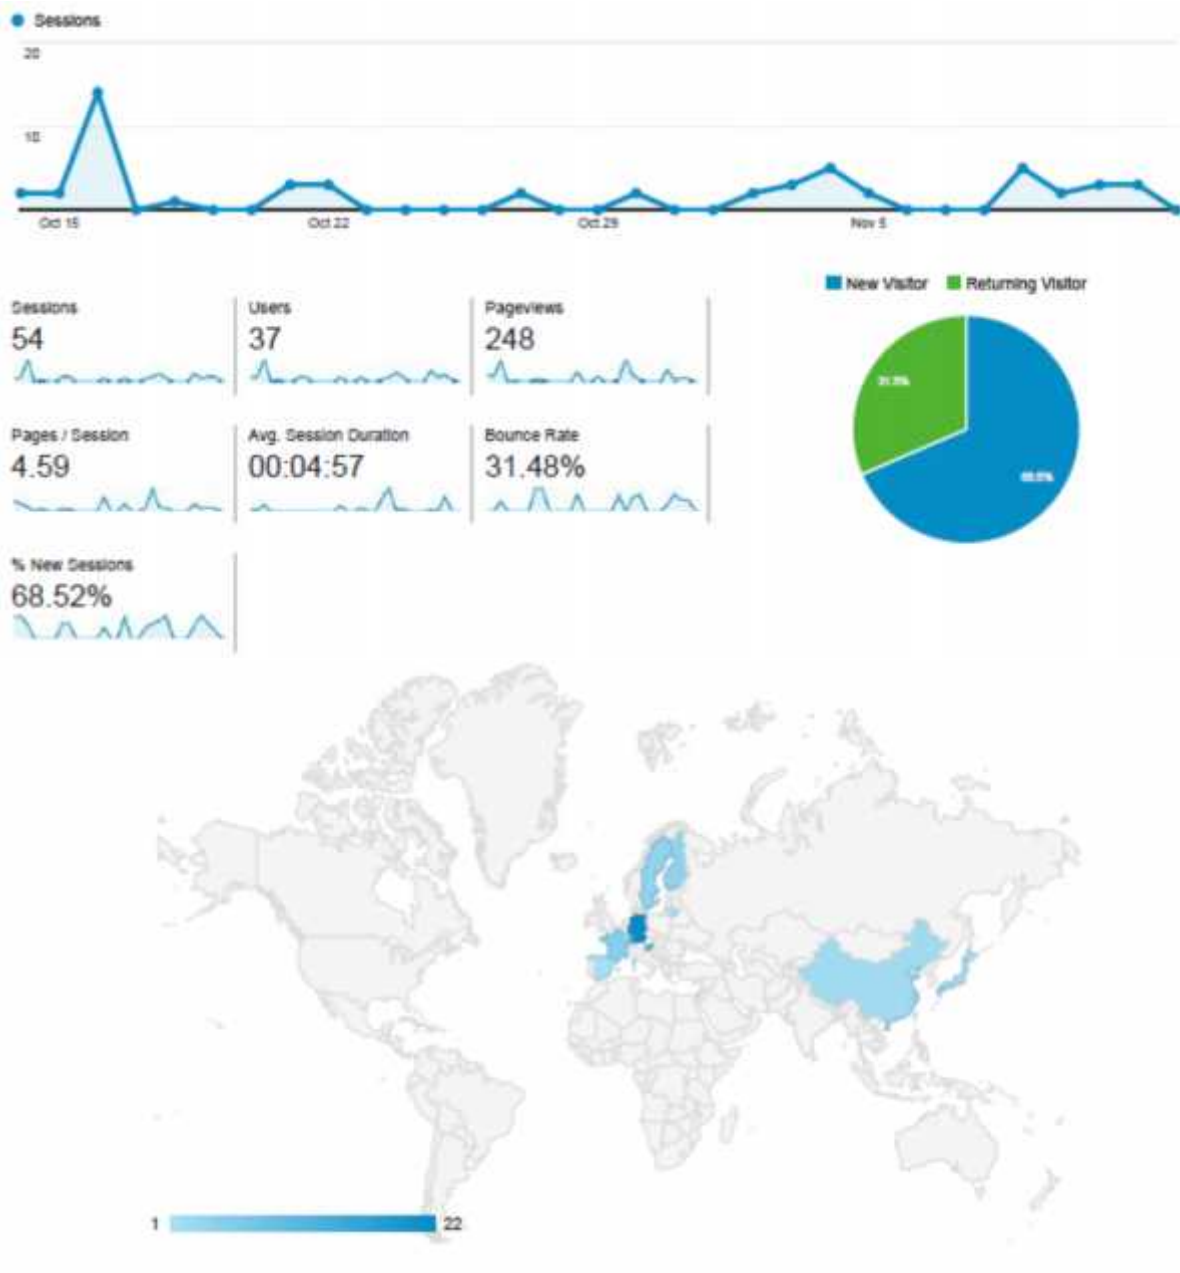 Sessions
20
10
Oct 15 Oct 22 Oct 29 Nov 5
New Visitor Returning Visitor
Sessions Users Pageviews
54 37 248
Pages / Session Avg. Session Duration Bounce Rate
4.59 00:04:57 31.48%
% New Sessions
68.52%
1 22